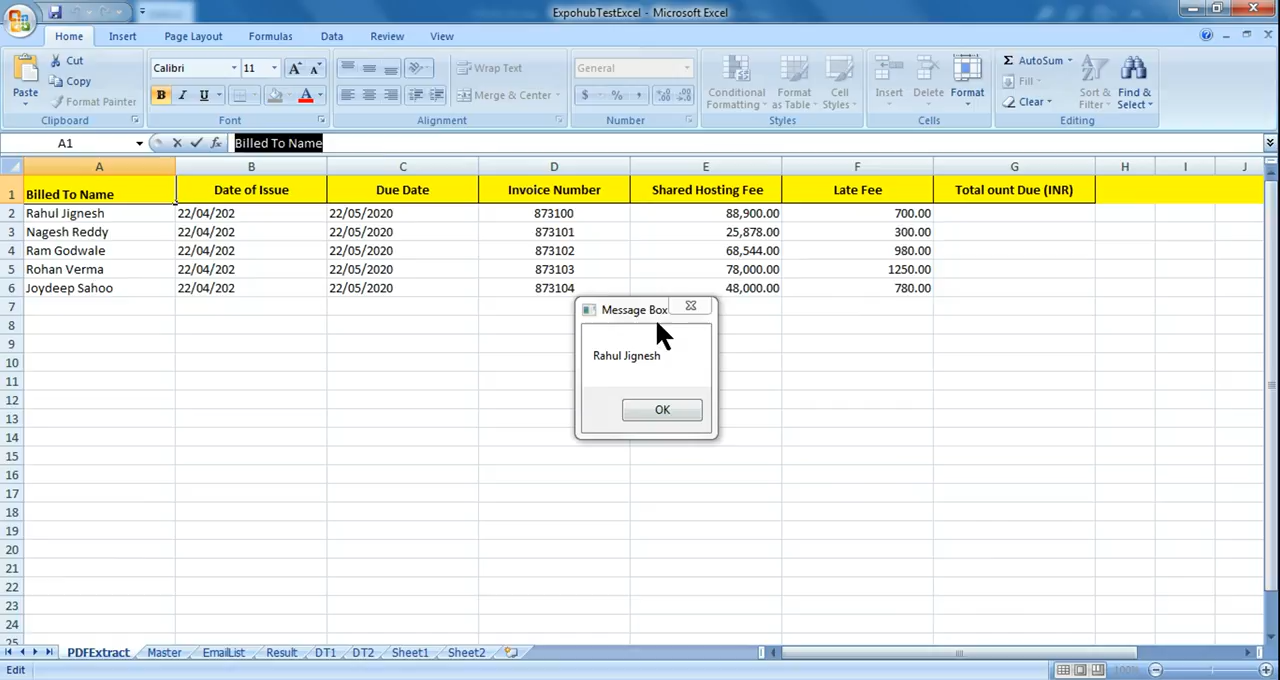 ExpohubTestExcel - Microsoft Excel
Home Insert Page Layout Formulas Data Review View
Paste Cut Copy Format Painter Clipboard
Calibri 11 B I U Font
Wrap Text Merge & Center Alignment
General $ % , Number
Conditional Formatting Format as Table Cell Styles Styles
Insert Delete Format Cells
Σ AutoSum Fill Clear Sort & Filter Find & Select Editing
A1 fx Billed To Name
A B C D E F G H I J
1 Billed To Name Date of Issue Due Date Invoice Number Shared Hosting Fee Late Fee Total ount Due (INR)
2 Rahul Jignesh 22/04/202 22/05/2020 873100 88,900.00 700.00
3 Nagesh Reddy 22/04/202 22/05/2020 873101 25,878.00 300.00
4 Ram Godwale 22/04/202 22/05/2020 873102 68,544.00 980.00
5 Rohan Verma 22/04/202 22/05/2020 873103 78,000.00 1250.00
6 Joydeep Sahoo 22/04/202 22/05/2020 873104 48,000.00 780.00
7
8
9
10
11
12
13
14
15
16
17
18
19
20
21
22
23
24
25
Message Box
Rahul Jignesh
OK
PDFExtract Master EmailList Result DT1 DT2 Sheet1 Sheet2
Edit 100%